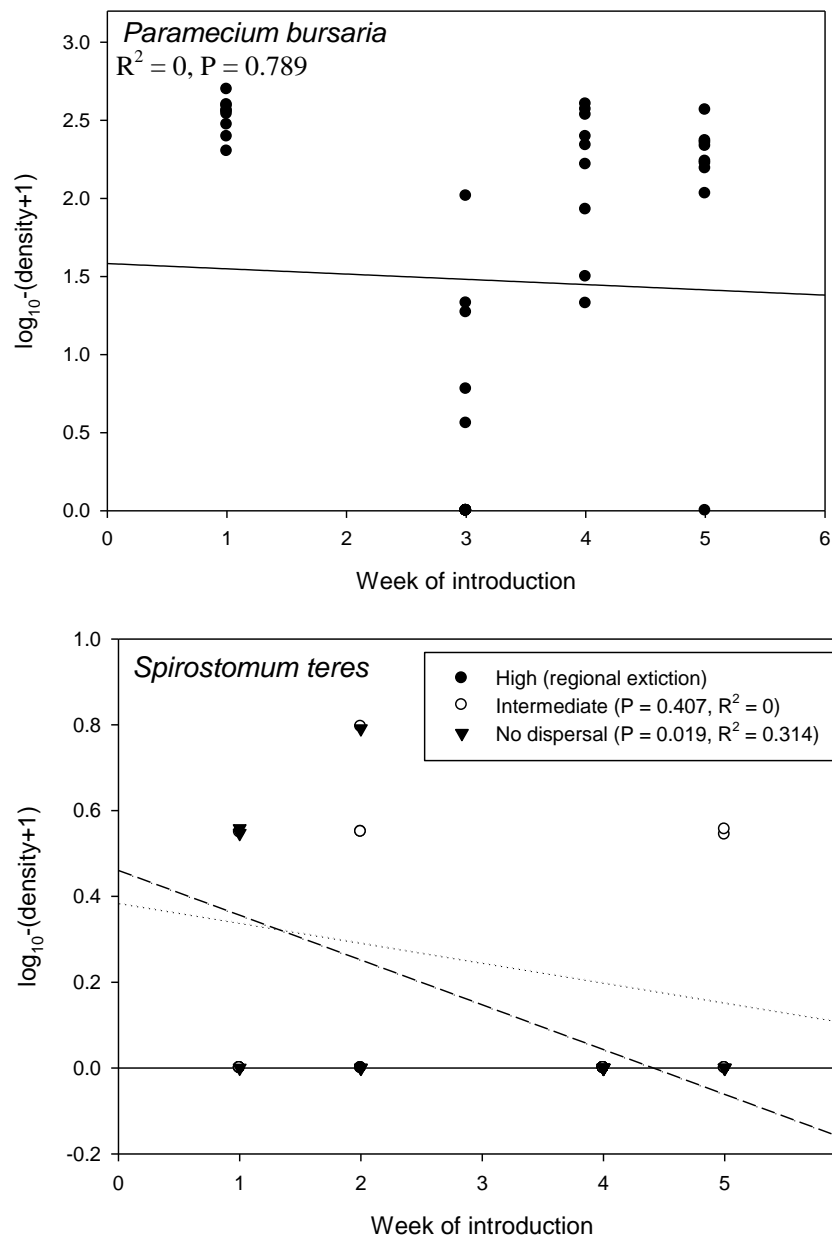 Paramecium bursaria
R² = 0, P = 0.789
3.0
2.5
2.0
1.5
1.0
0.5
0.0
log₁₀-(density+1)
0 1 2 3 4 5 6
Week of introduction
Spirostomum teres
High (regional extiction)
Intermediate (P = 0.407, R² = 0)
No dispersal (P = 0.019, R² = 0.314)
1.0
0.8
0.6
0.4
0.2
0.0
-0.2
log₁₀-(density+1)
0 1 2 3 4 5
Week of introduction